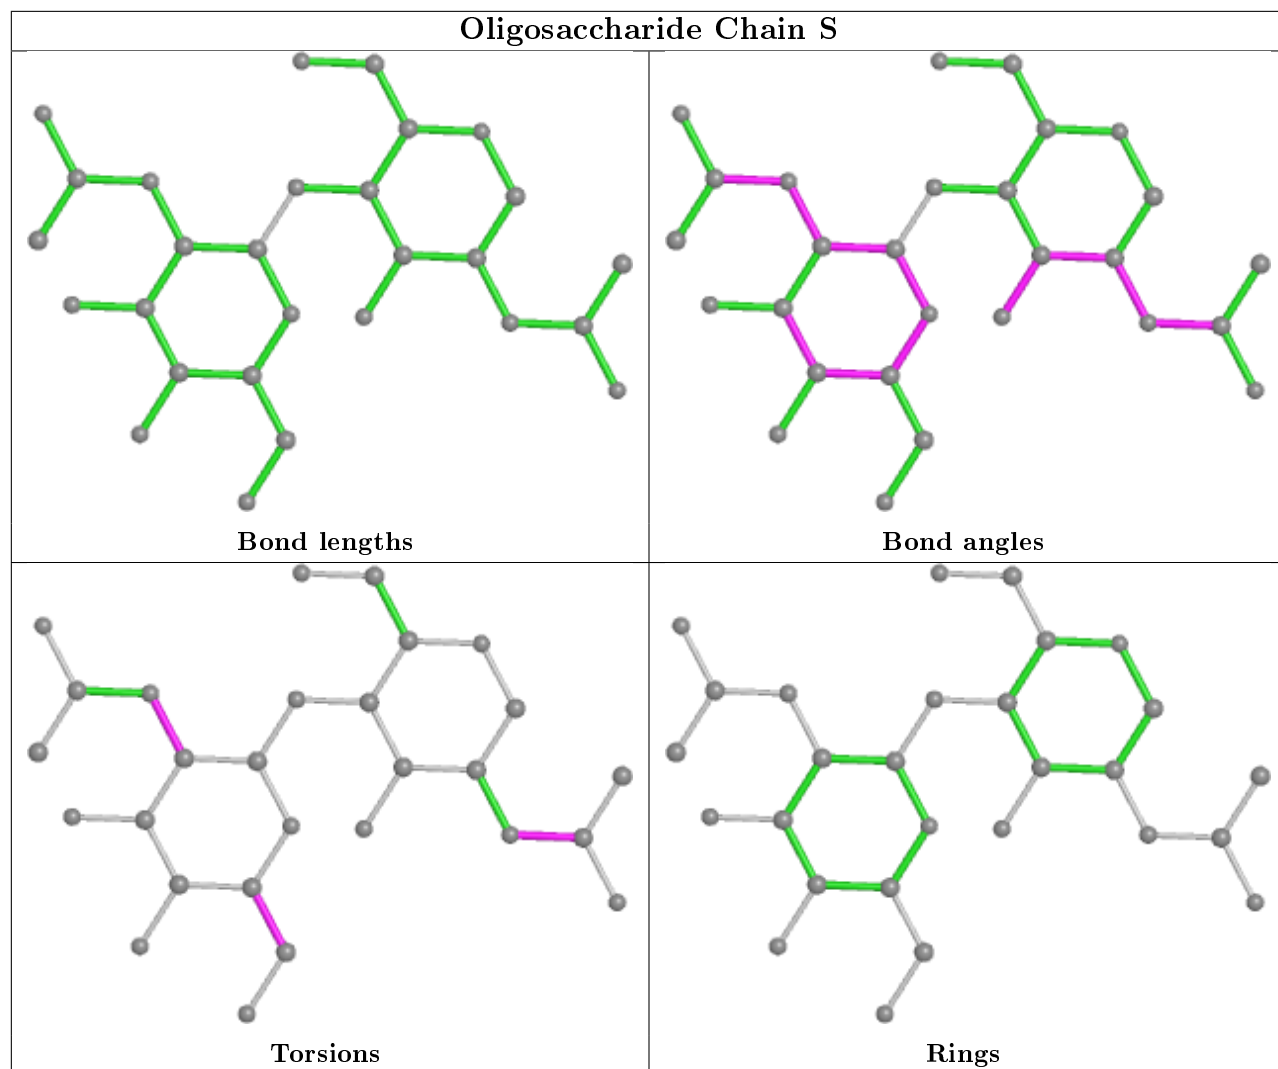 Oligosaccharide Chain S
Bond lengths
Bond angles
Torsions
Rings